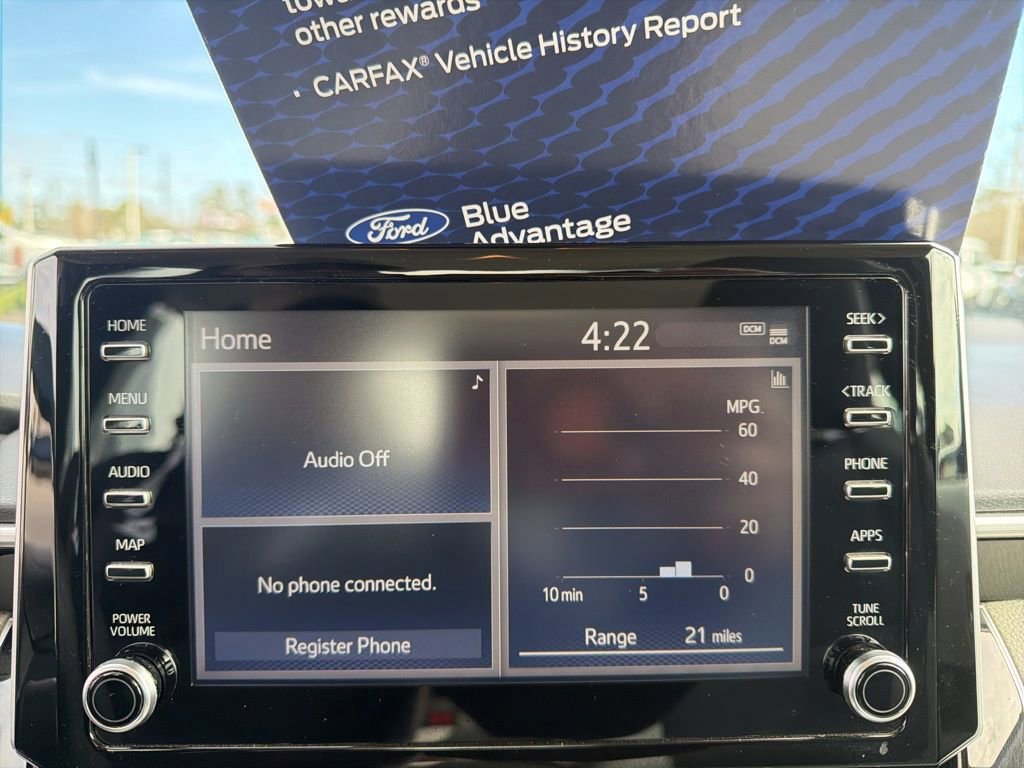 other rewards
· CARFAX® Vehicle History Report
Ford Blue
Advantage
HOME
MENU
AUDIO
MAP
POWER
VOLUME
Home 4:22 DCM DCM
Audio Off
No phone connected.
Register Phone
MPG.
60
40
20
0
10 min 5 0
Range 21 miles
SEEK>
<TRACK
PHONE
APPS
TUNE
SCROLL